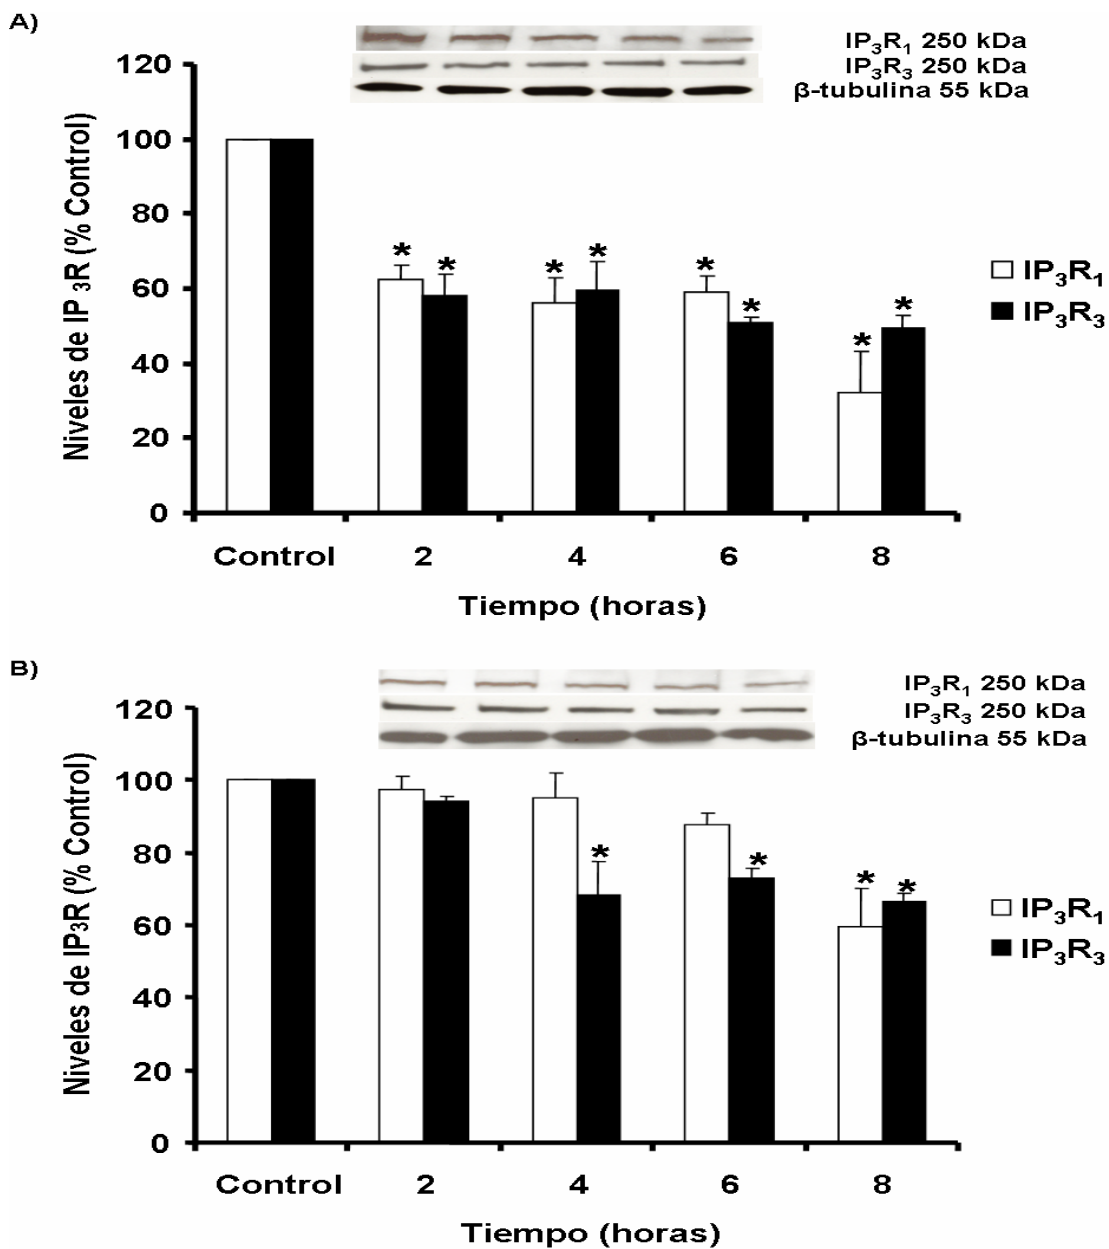 A)
IP₃R₁ 250 kDa
IP₃R₃ 250 kDa
β-tubulina 55 kDa
Niveles de IP₃R (% Control)
120
100
80
60
40
20
0
* * * * * * * *
IP₃R₁
IP₃R₃
Control 2 4 6 8
Tiempo (horas)
B)
IP₃R₁ 250 kDa
IP₃R₃ 250 kDa
β-tubulina 55 kDa
Niveles de IP₃R (% Control)
120
100
80
60
40
20
0
* * * *
IP₃R₁
IP₃R₃
Control 2 4 6 8
Tiempo (horas)